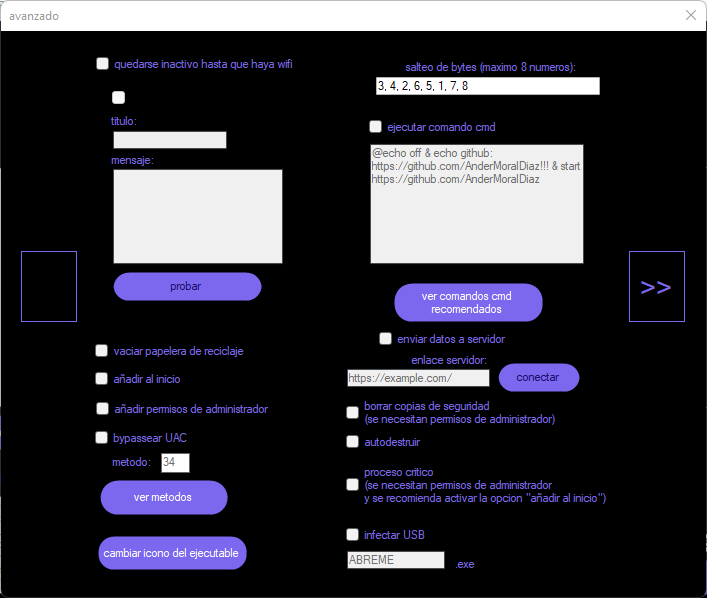 avanzado
quedarse inactivo hasta que haya wifi
titulo:
mensaje:
probar
vaciar papelera de reciclaje
añadir al inicio
añadir permisos de administrador
bypassear UAC
metodo: 34
ver metodos
cambiar icono del ejecutable
salteo de bytes (maximo 8 numeros):
3, 4, 2, 6, 5, 1, 7, 8
ejecutar comando cmd
@echo off & echo github:
https://github.com/AnderMoralDiaz!!! & start
https://github.com/AnderMoralDiaz
ver comandos cmd
recomendados
enviar datos a servidor
enlace servidor:
https://example.com/ conectar
borrar copias de seguridad
(se necesitan permisos de administrador)
autodestruir
proceso critico
(se necesitan permisos de administrador
y se recomienda activar la opcion "añadir al inicio")
infectar USB
ABREME .exe
>>